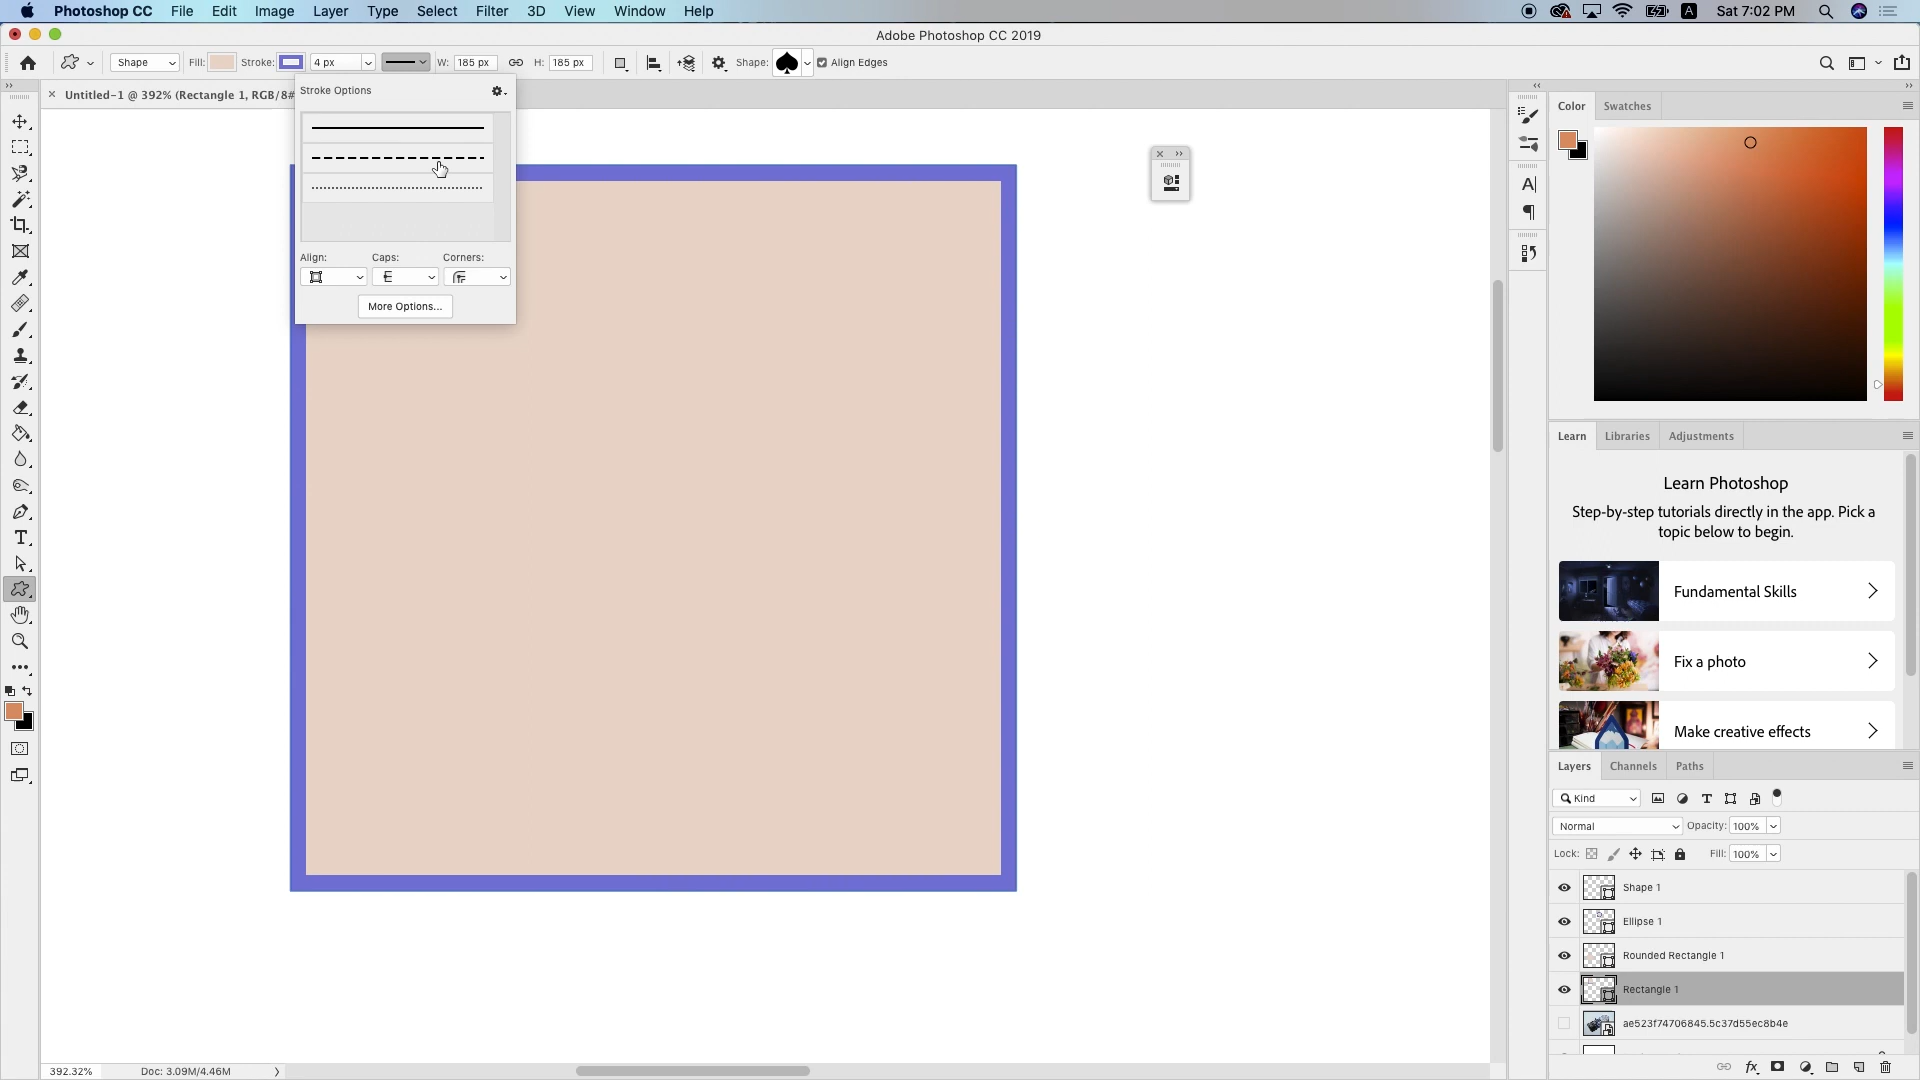 Photoshop CC File Edit Image Layer Type Select Filter 3D View Window Help A Sat 7:02 PM
Adobe Photoshop CC 2019
Shape Fill: Stroke: 4 px W: 185 px H: 185 px Shape: Align Edges
Untitled-1 @ 392% (Rectangle 1, RGB/8#
Stroke Options
Align: Caps: Corners:
More Options...
Color Swatches
Learn Libraries Adjustments
Learn Photoshop
Step-by-step tutorials directly in the app. Pick a
topic below to begin.
Fundamental Skills
Fix a photo
Make creative effects
Layers Channels Paths
Kind
Normal Opacity: 100%
Lock: Fill: 100%
Shape 1
Ellipse 1
Rounded Rectangle 1
Rectangle 1
ae523f74706845.5c37d55ec8b4e
392.32% Doc: 3.09M/4.46M